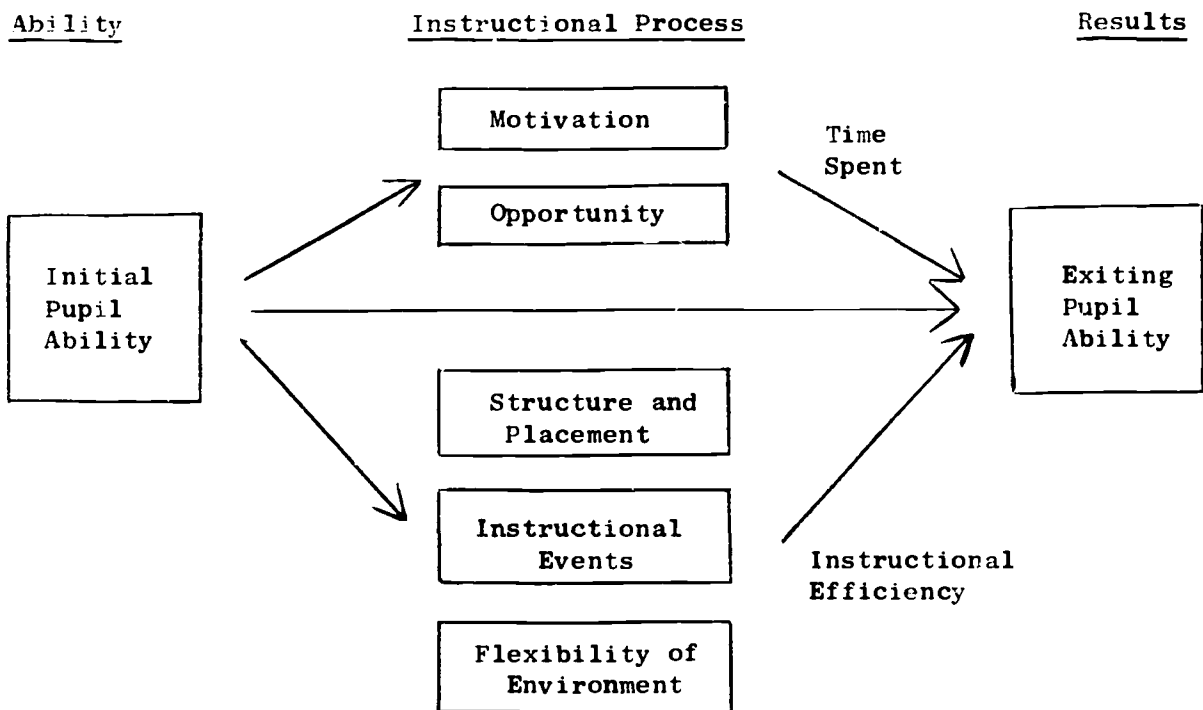 Ability
Instructional Process
Results
Motivation
Time
Spent
Opportunity
Initial
Pupil
Ability
Exiting
Pupil
Ability
Structure and
Placement
Instructional
Events
Instructional
Efficiency
Flexibility of
Environment